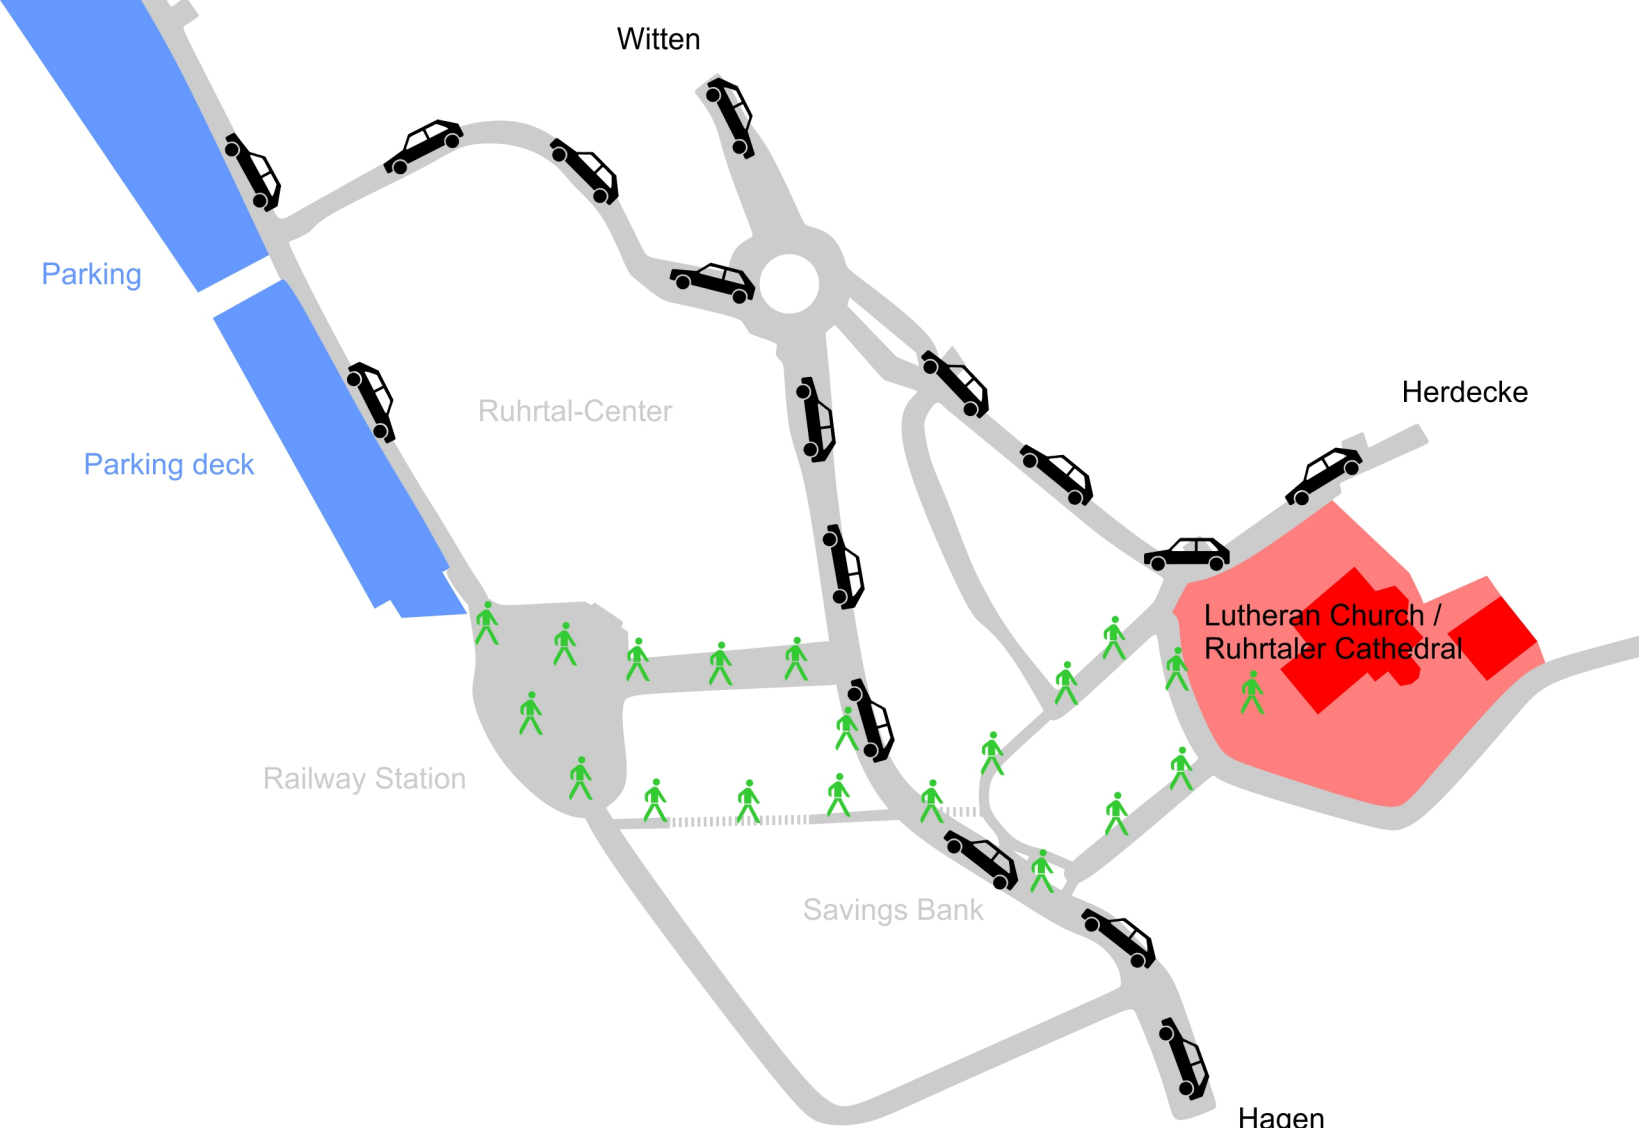 Witten
Parking
Herdecke
Ruhrtal-Center
Parking deck
Lutheran Church /
Ruhrtaler Cathedral
Railway Station
Savings Bank
Hagen